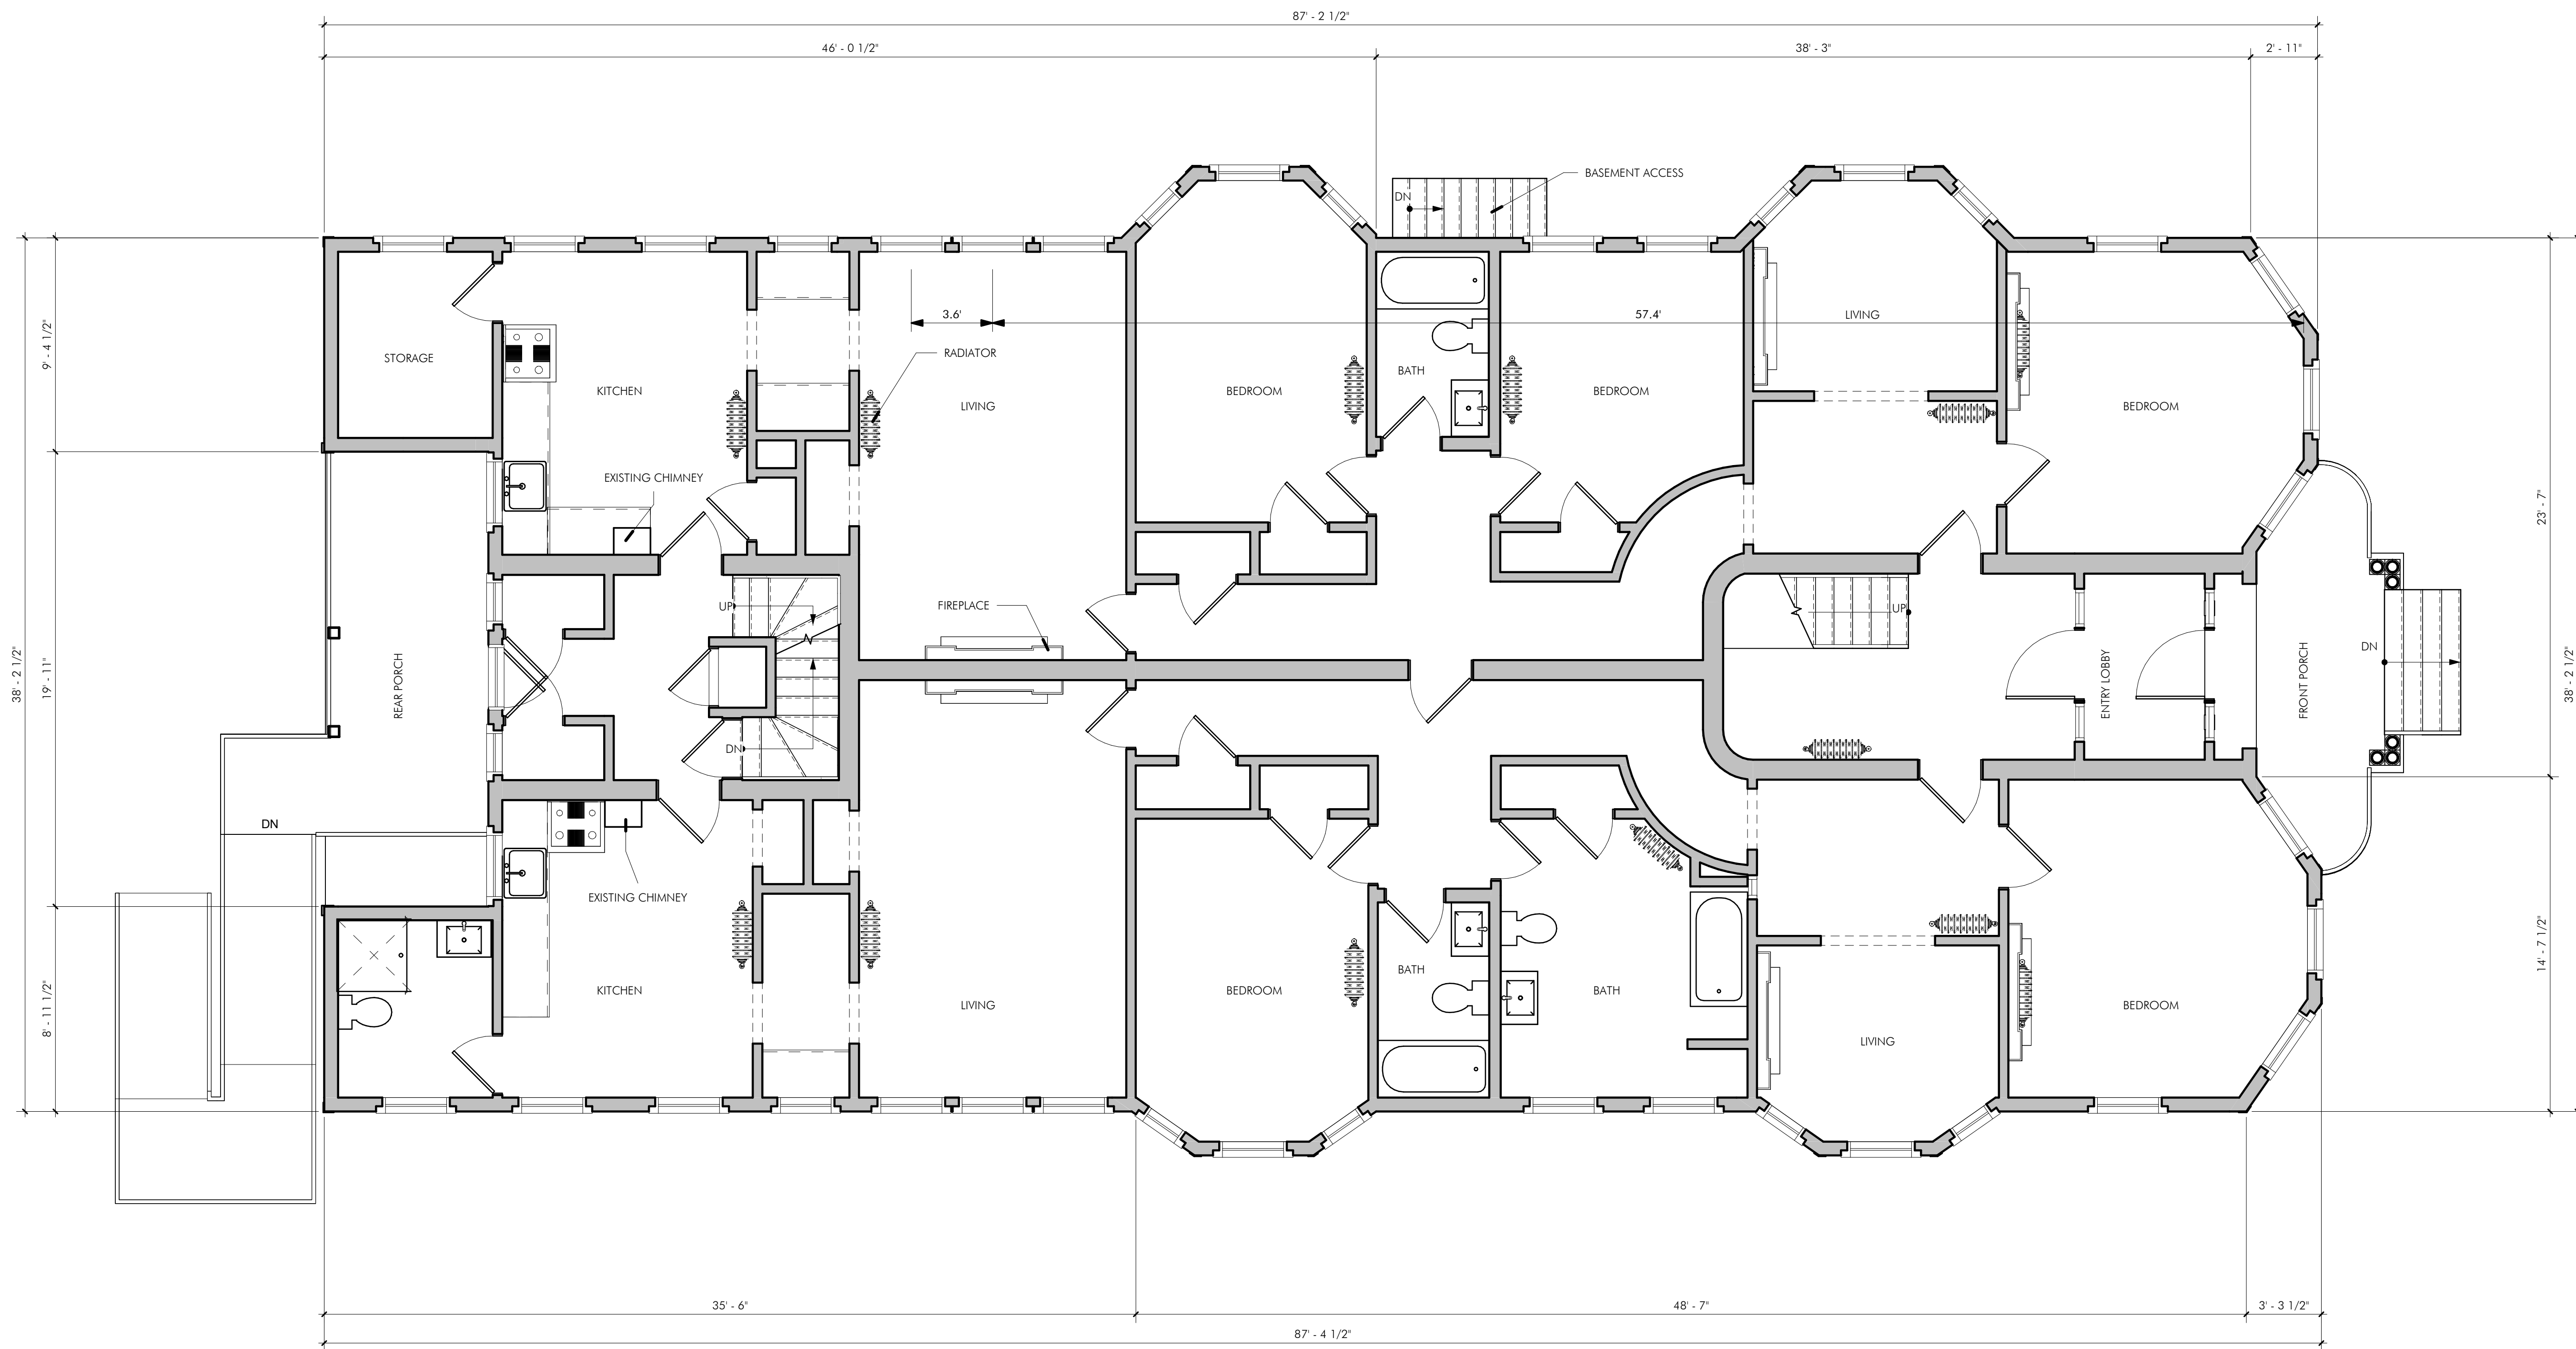 87' - 2 1/2"
46' - 0 1/2"
38' - 3"
2' - 11"
BASEMENT ACCESS
DN
9' - 4 1/2"
3.6'
57.4'
LIVING
RADIATOR
STORAGE
BATH
KITCHEN
BEDROOM
BEDROOM
LIVING
BEDROOM
EXISTING CHIMNEY
23' - 7"
UP
FIREPLACE
UP
38' - 2 1/2"
19' - 11"
REAR PORCH
ENTRY LOBBY
FRONT PORCH
DN
38' - 2 1/2"
DN
DN
EXISTING CHIMNEY
14' - 7 1/2"
BATH
8' - 11 1/2"
KITCHEN
BEDROOM
BATH
LIVING
BEDROOM
LIVING
35' - 6"
48' - 7"
3' - 3 1/2"
87' - 4 1/2"